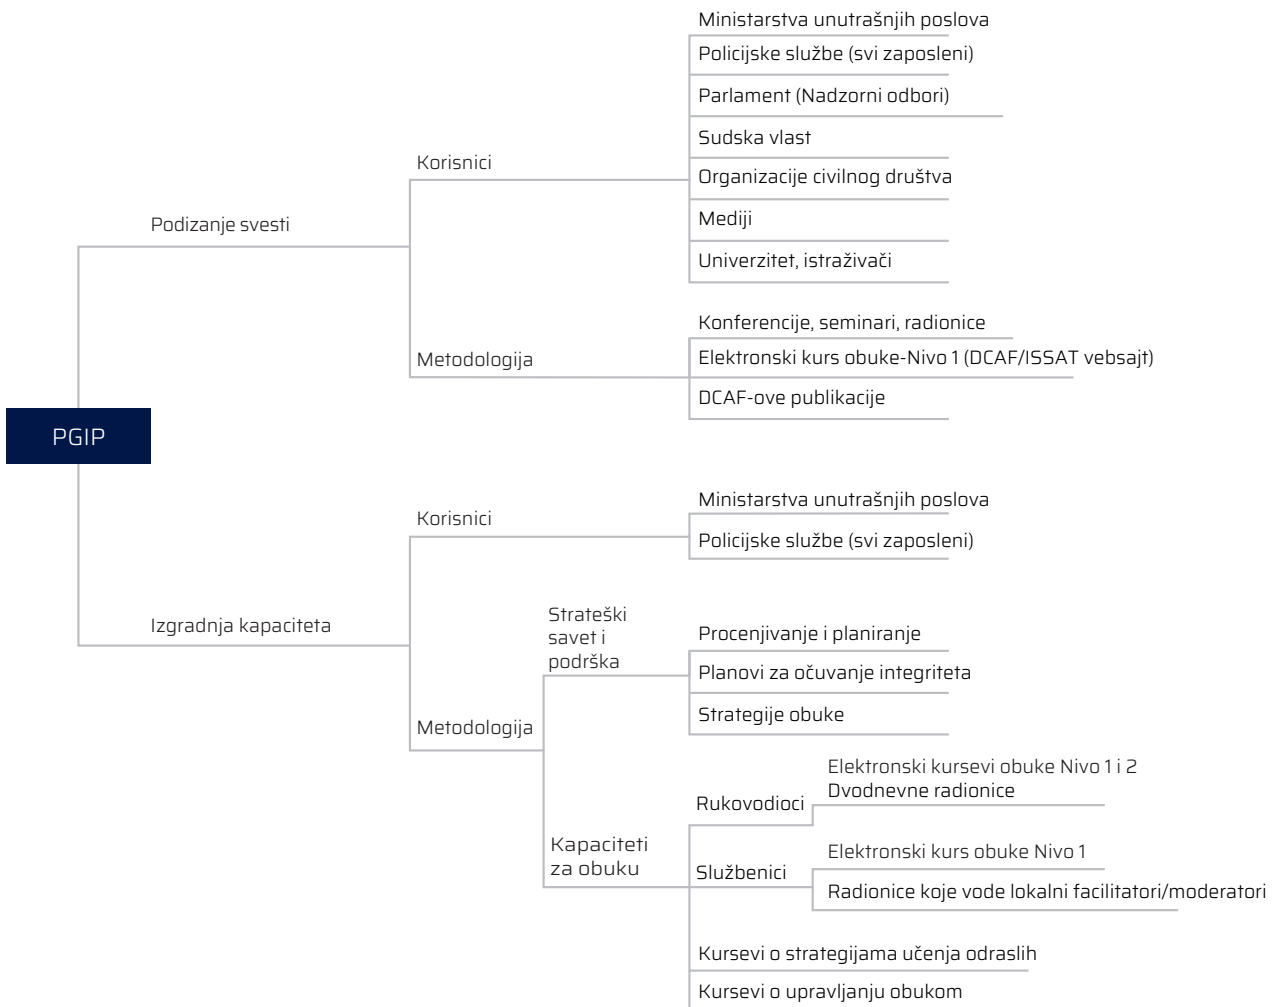 PGIP
Podizanje svesti
Korisnici
Ministarstva unutrašnjih poslova
Policijske službe (svi zaposleni)
Parlament (Nadzorni odbori)
Sudska vlast
Organizacije civilnog društva
Mediji
Univerzitet, istraživači
Metodologija
Konferencije, seminari, radionice
Elektronski kurs obuke-Nivo 1 (DCAF/ISSAT vebsajt)
DCAF-ove publikacije
Izgradnja kapaciteta
Korisnici
Ministarstva unutrašnjih poslova
Policijske službe (svi zaposleni)
Metodologija
Strateški
savet i
podrška
Procenjivanje i planiranje
Planovi za očuvanje integriteta
Strategije obuke
Kapaciteti
za obuku
Rukovodioci
Elektronski kursevi obuke Nivo 1 i 2
Dvodnevne radionice
Službenici
Elektronski kurs obuke Nivo 1
Radionice koje vode lokalni facilitatori/moderatori
Kursevi o strategijama učenja odraslih
Kursevi o upravljanju obukom